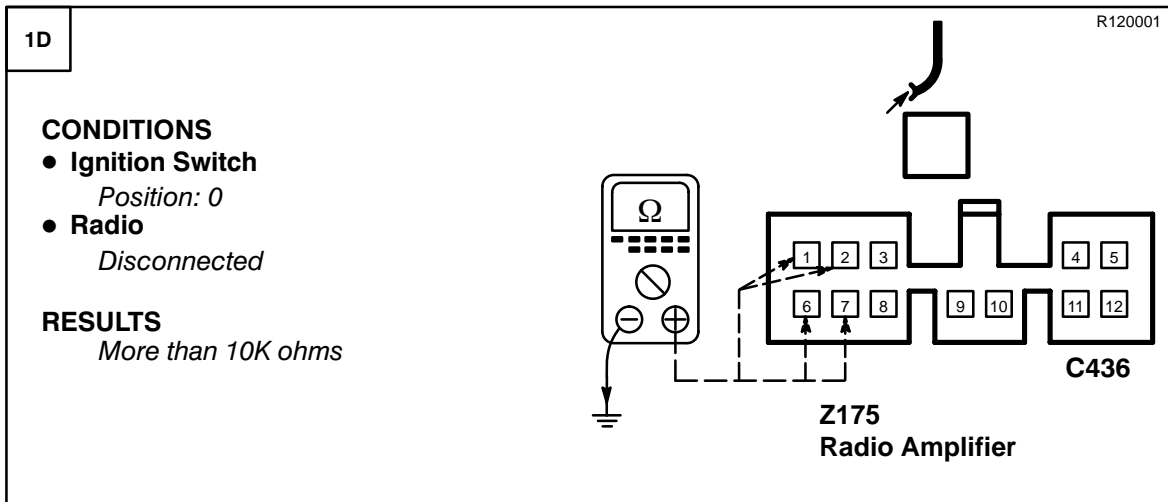 1D
R120001
CONDITIONS
● Ignition Switch
Position: 0
● Radio
Disconnected
RESULTS
More than 10K ohms
Ω
− +
1 2 3 4 5
6 7 8 9 10 11 12
C436
Z175
Radio Amplifier